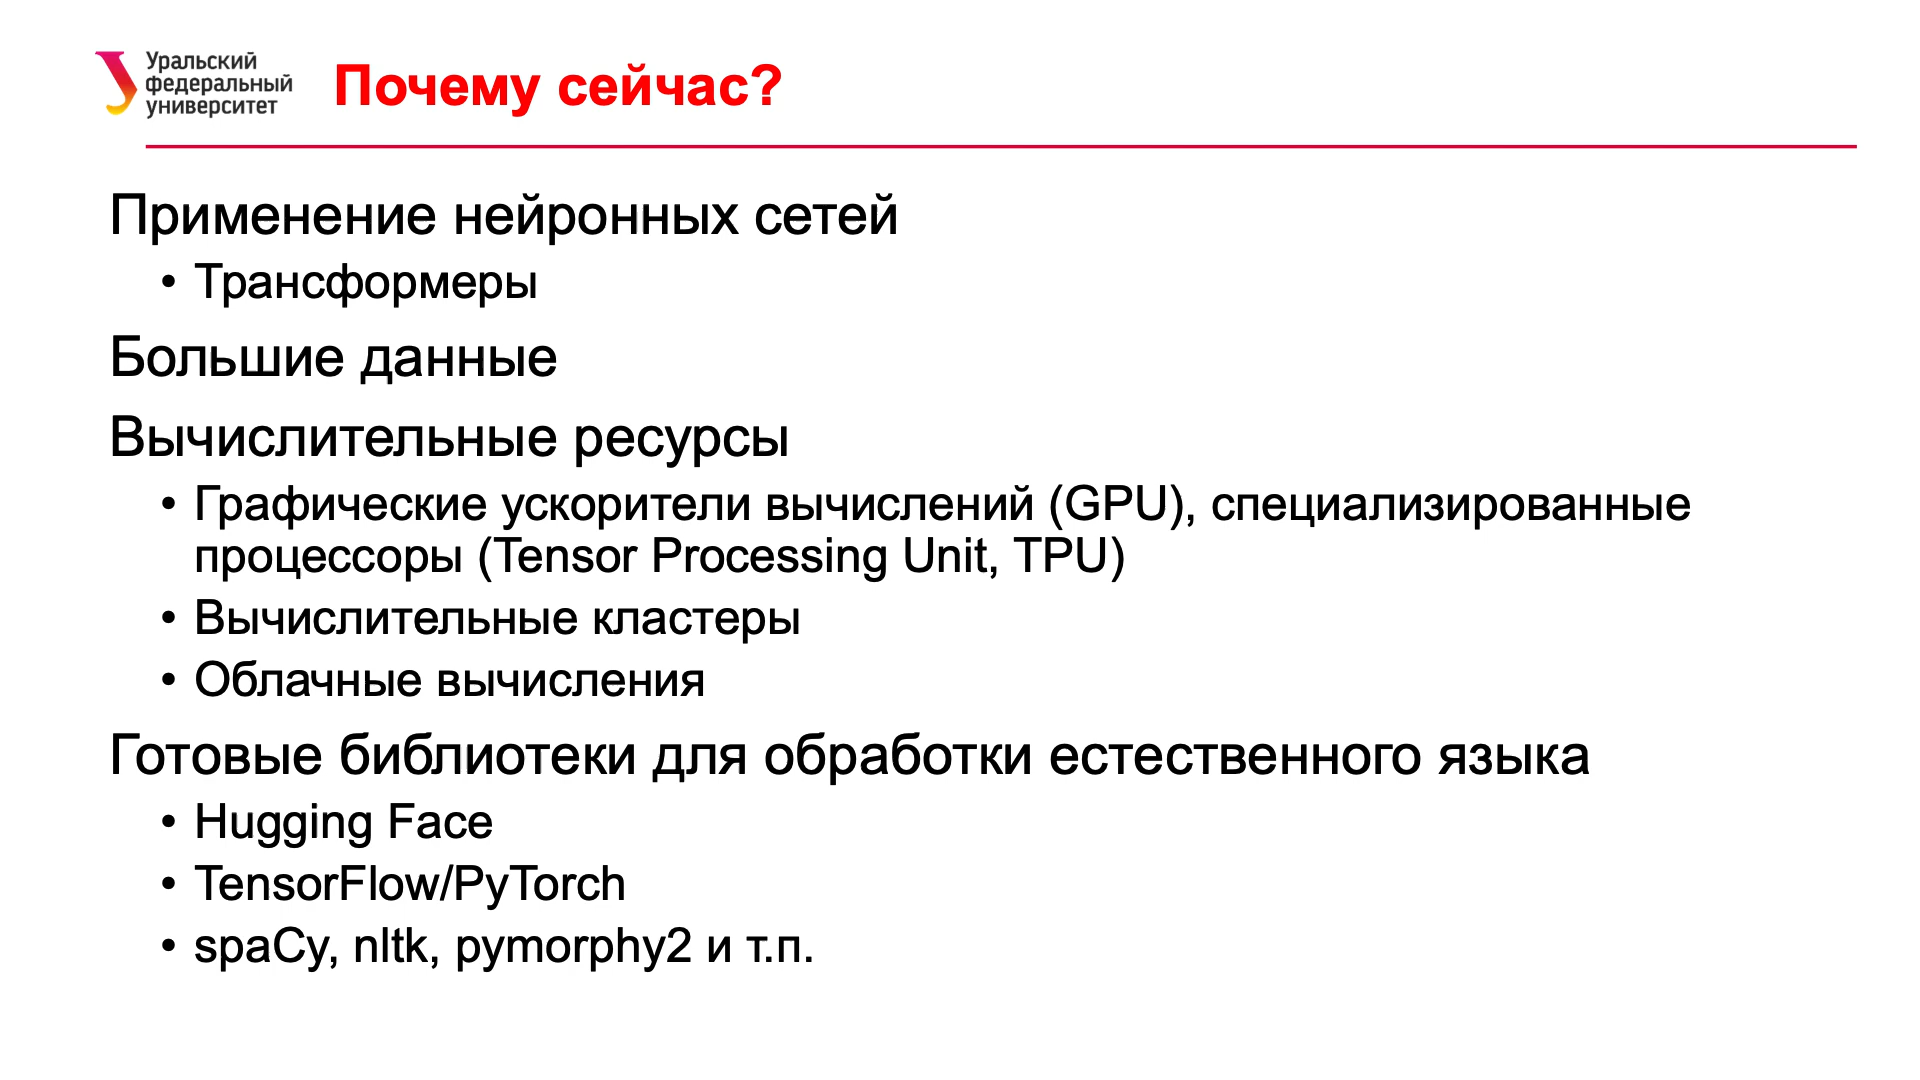 Уральский
федеральный
университет
Почему сейчас?
Применение нейронных сетей
• Трансформеры
Большие данные
Вычислительные ресурсы
• Графические ускорители вычислений (GPU), специализированные
процессоры (Tensor Processing Unit, TPU)
• Вычислительные кластеры
• Облачные вычисления
Готовые библиотеки для обработки естественного языка
• Hugging Face
• TensorFlow/PyTorch
• spaCy, nltk, pymorphy2 и т.п.